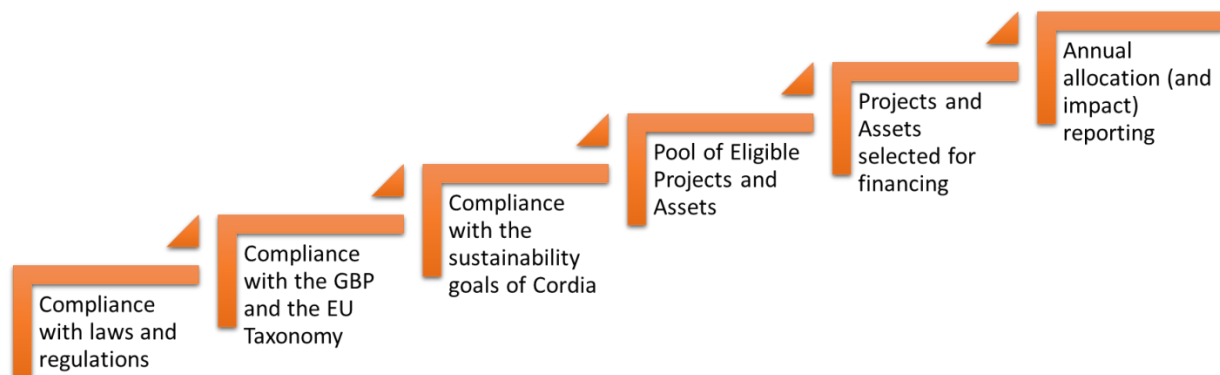 Compliance
with laws and
regulations
Compliance
with the GBP
and the EU
Taxonomy
Compliance
with the
sustainability
goals of Cordia
Pool of Eligible
Projects and
Assets
Projects and
Assets
selected for
financing
Annual
allocation (and
impact)
reporting